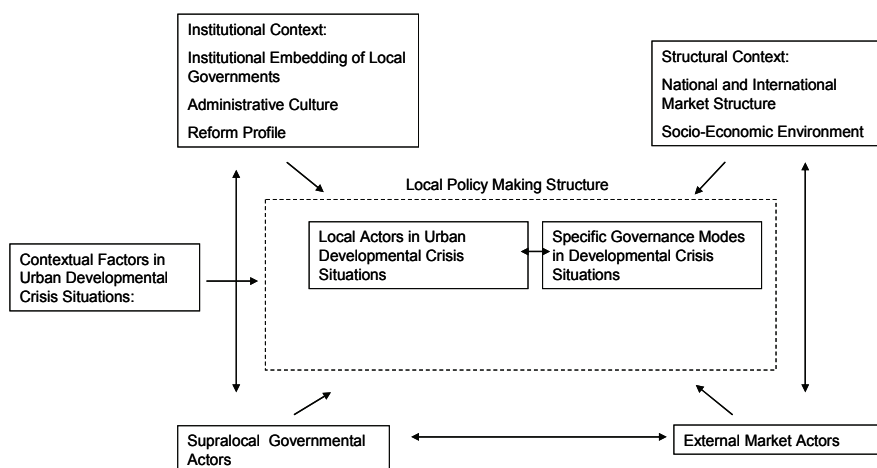 Institutional Context:
Institutional Embedding of Local
Governments
Administrative Culture
Reform Profile
Structural Context:
National and International
Market Structure
Socio-Economic Environment
Local Policy Making Structure
Local Actors in Urban
Developmental Crisis
Situations
Specific Governance Modes
in Developmental Crisis
Situations
Contextual Factors in
Urban Developmental
Crisis Situations:
Supralocal Governmental
Actors
External Market Actors